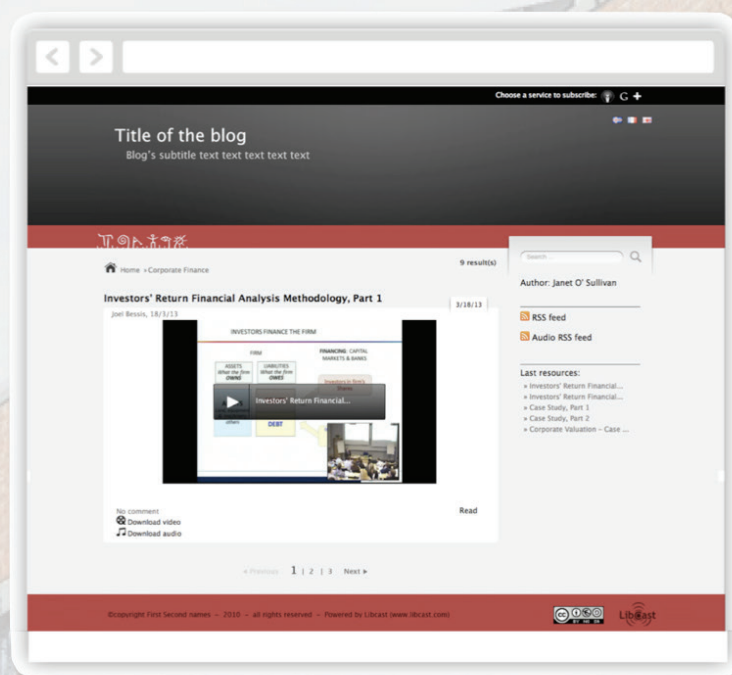 Choose a service to subscribe:
Title of the blog
Blog's subtitle text text text text text
Search ...
Home » Corporate Finance
9 result(s)
Author: Janet O' Sullivan
Investors' Return Financial Analysis Methodology, Part 1
3/18/13
Joel Bessis, 18/3/13
RSS feed
Audio RSS feed
INVESTORS FINANCE THE FIRM
FIRM
FINANCING: CAPITAL
MARKETS & BANKS
ASSETS
What the firm
OWNS
LIABILITIES
What the firm
OWES
Investors' Return Financial...
others
DEBT
Last resources:
» Investors' Return Financial...
» Investors' Return Financial...
» Case Study, Part 1
» Case Study, Part 2
» Corporate Valuation - Case ...
No comment
Read
Download video
Download audio
« Previous 1 | 2 | 3 Next »
©copyright First Second names - 2010 - all rights reserved - Powered by Libcast (www.libcast.com)
CC
BY NC ND
Libcast